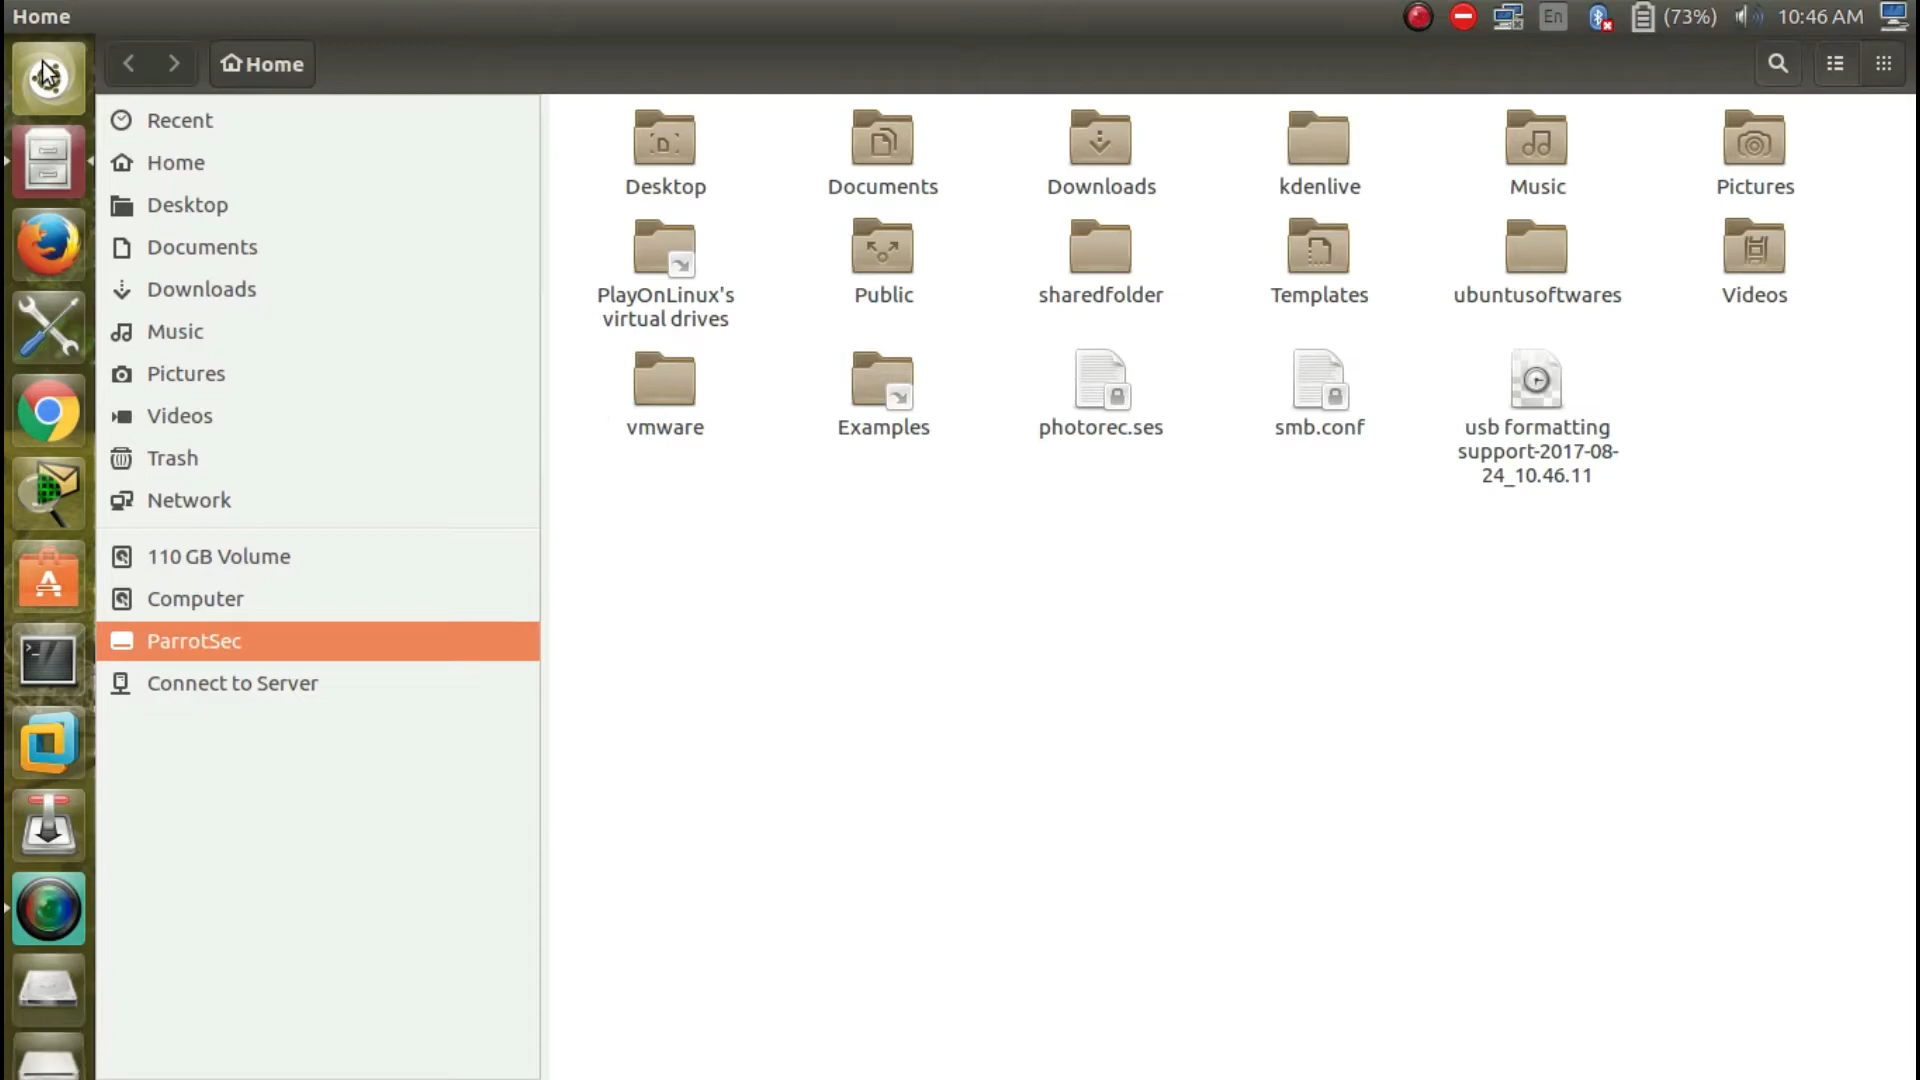 Home
En
(73%)
10:46 AM
Home
Recent
Home
Desktop
Documents
Downloads
Music
Pictures
Videos
Trash
Network
110 GB Volume
Computer
ParrotSec
Connect to Server
Desktop
Documents
Downloads
kdenlive
Music
Pictures
PlayOnLinux's
virtual drives
Public
sharedfolder
Templates
ubuntusoftwares
Videos
vmware
Examples
photorec.ses
smb.conf
usb formatting
support-2017-08-
24_10.46.11